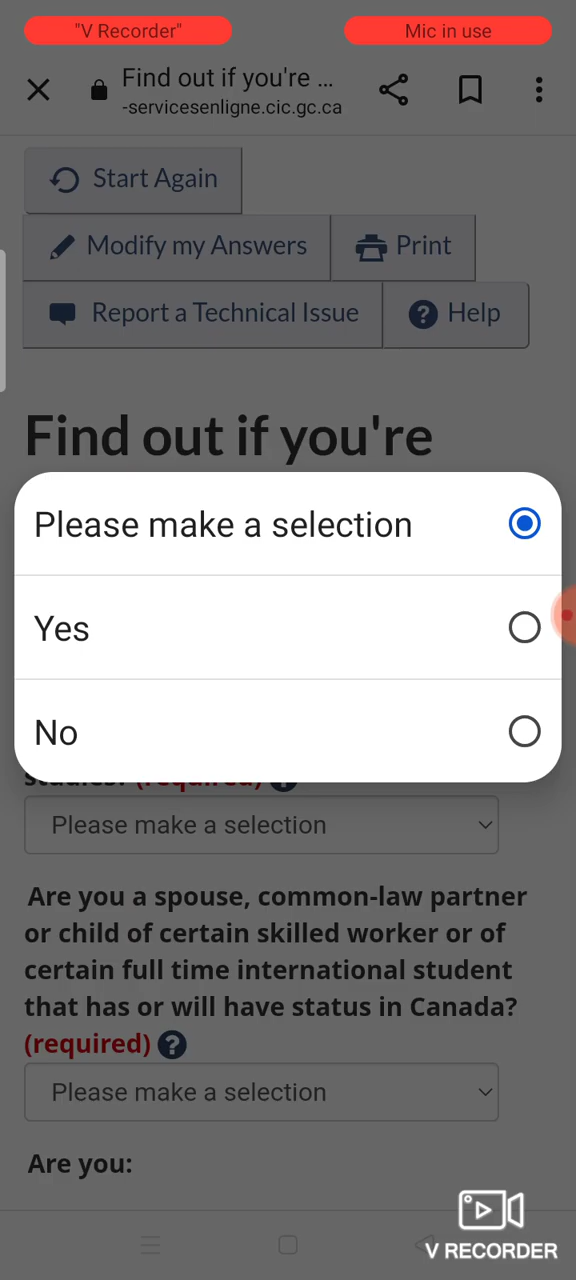 "V Recorder"
Mic in use
Find out if you're ...
-servicesenligne.cic.gc.ca
Start Again
Modify my Answers
Print
Report a Technical Issue
Help
Find out if you're
Please make a selection
Yes
No
studies? (required)
Please make a selection
Are you a spouse, common-law partner
or child of certain skilled worker or of
certain full time international student
that has or will have status in Canada?
(required)
Please make a selection
Are you:
V RECORDER